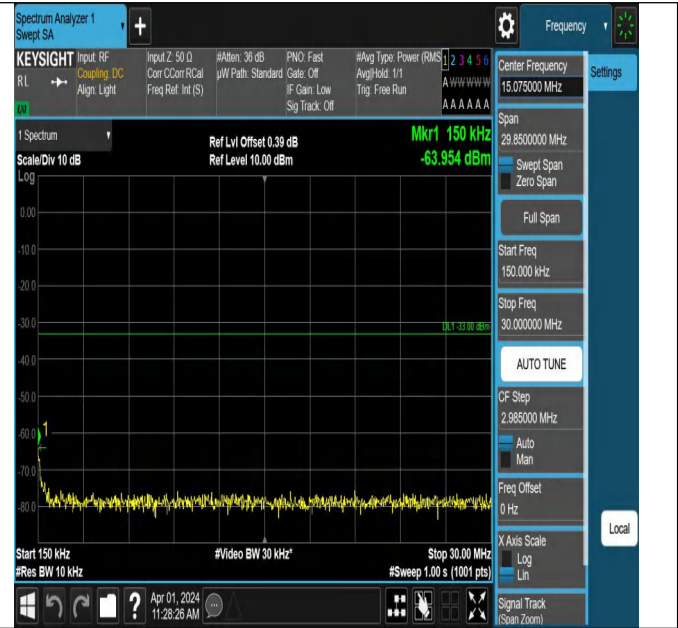 Spectrum Analyzer 1
Swept SA
+
Frequency
KEYSIGHT
RL
LXI
Input: RF
Coupling: DC
Align: Light
Input Z: 50 Ω
Corr CCorr RCal
Freq Ref: Int (S)
#Atten: 36 dB
µW Path: Standard
PNO: Fast
Gate: Off
IF Gain: Low
Sig Track: Off
#Avg Type: Power (RMS
Avg|Hold: 1/1
Trig: Free Run
1 2 3 4 5 6
A W W W W W
A A A A A A
1 Spectrum
Scale/Div 10 dB
Log
Ref Lvl Offset 0.39 dB
Ref Level 10.00 dBm
Mkr1 150 kHz
-63.954 dBm
0.00
-10.0
-20.0
-30.0
-40.0
-50.0
-60.0
-70.0
-80.0
DL1 -33.00 dBm
1
Start 150 kHz
#Res BW 10 kHz
#Video BW 30 kHz*
Stop 30.00 MHz
#Sweep 1.00 s (1001 pts)
Center Frequency
15.075000 MHz
Settings
Span
29.8500000 MHz
Swept Span
Zero Span
Full Span
Start Freq
150.000 kHz
Stop Freq
30.000000 MHz
AUTO TUNE
CF Step
2.985000 MHz
Auto
Man
Freq Offset
0 Hz
X Axis Scale
Log
Lin
Signal Track
(Span Zoom)
Local
?
Apr 01, 2024
11:28:26 AM